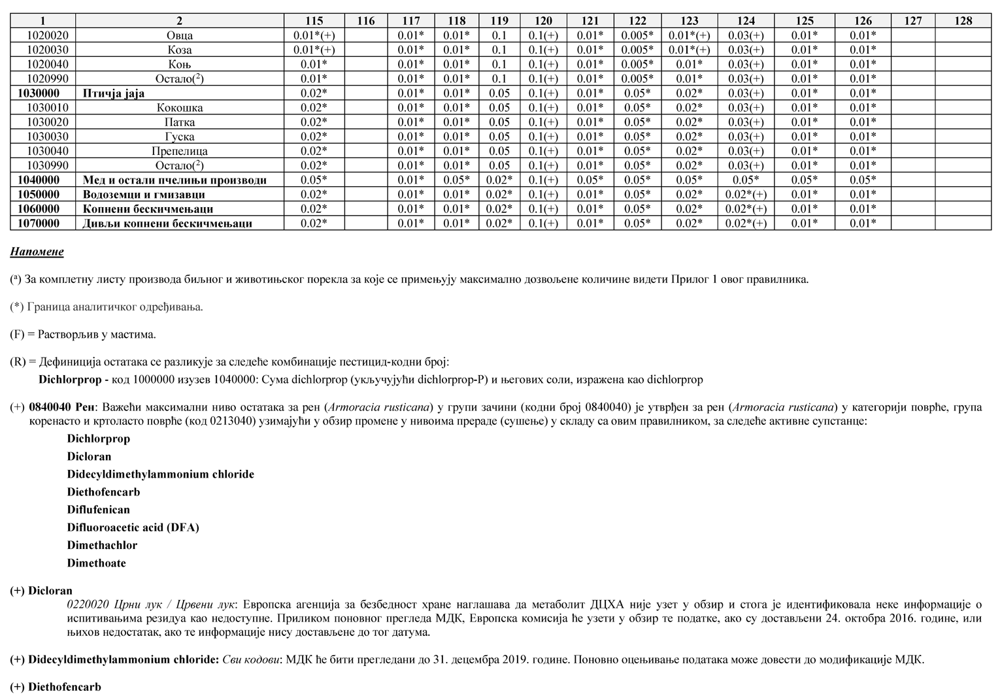 1 2 115 116 117 118 119 120 121 122 123 124 125 126 127 128
1020020 Овца 0.01*(+) 0.01* 0.01* 0.1 0.1(+) 0.01* 0.005* 0.01*(+) 0.03(+) 0.01* 0.01*
1020030 Коза 0.01*(+) 0.01* 0.01* 0.1 0.1(+) 0.01* 0.005* 0.01*(+) 0.03(+) 0.01* 0.01*
1020040 Коњ 0.01* 0.01* 0.01* 0.1 0.1(+) 0.01* 0.005* 0.01* 0.03(+) 0.01* 0.01*
1020990 Остало(²) 0.01* 0.01* 0.01* 0.1 0.1(+) 0.01* 0.005* 0.01* 0.03(+) 0.01* 0.01*
1030000 Птичја јаја 0.02* 0.01* 0.01* 0.05 0.1(+) 0.01* 0.05* 0.02* 0.03(+) 0.01* 0.01*
1030010 Кокошка 0.02* 0.01* 0.01* 0.05 0.1(+) 0.01* 0.05* 0.02* 0.03(+) 0.01* 0.01*
1030020 Патка 0.02* 0.01* 0.01* 0.05 0.1(+) 0.01* 0.05* 0.02* 0.03(+) 0.01* 0.01*
1030030 Гуска 0.02* 0.01* 0.01* 0.05 0.1(+) 0.01* 0.05* 0.02* 0.03(+) 0.01* 0.01*
1030040 Препелица 0.02* 0.01* 0.01* 0.05 0.1(+) 0.01* 0.05* 0.02* 0.03(+) 0.01* 0.01*
1030990 Остало(²) 0.02* 0.01* 0.01* 0.05 0.1(+) 0.01* 0.05* 0.02* 0.03(+) 0.01* 0.01*
1040000 Мед и остали пчелињи производи 0.05* 0.01* 0.05* 0.02* 0.1(+) 0.05* 0.05* 0.05* 0.05* 0.05* 0.05*
1050000 Водоземци и гмизавци 0.02* 0.01* 0.01* 0.02* 0.1(+) 0.01* 0.05* 0.02* 0.02*(+) 0.01* 0.01*
1060000 Копнени бескичмењаци 0.02* 0.01* 0.01* 0.02* 0.1(+) 0.01* 0.05* 0.02* 0.02*(+) 0.01* 0.01*
1070000 Дивљи копнени бескичмењаци 0.02* 0.01* 0.01* 0.02* 0.1(+) 0.01* 0.05* 0.02* 0.02*(+) 0.01* 0.01*
Напомене
(ᵃ) За комплетну листу производа биљног и животињског порекла за које се примењују максимално дозвољене количине видети Прилог 1 овог правилника.
(*) Граница аналитичког одређивања.
(F) = Растворљив у мастима.
(R) = Дефиниција остатака се разликује за следеће комбинације пестицид-кодни број:
Dichlorprop - код 1000000 изузев 1040000: Сума dichlorprop (укључујући dichlorprop-P) и његових соли, изражена као dichlorprop
(+) 0840040 Рен: Важећи максимални ниво остатака за рен (Armoracia rusticana) у групи зачини (кодни број 0840040) је утврђен за рен (Armoracia rusticana) у категорији поврће, група
коренасто и кртоласто поврће (код 0213040) узимајући у обзир промене у нивоима прераде (сушење) у складу са овим правилником, за следеће активне супстанце:
Dichlorprop
Dicloran
Didecyldimethylammonium chloride
Diethofencarb
Diflufenican
Difluoroacetic acid (DFA)
Dimethachlor
Dimethoate
(+) Dicloran
0220020 Црни лук / Црвени лук: Европска агенција за безбедност хране наглашава да метаболит ДЦХА није узет у обзир и стога је идентификовала неке информације о
испитивањима резидуа као недоступне. Приликом поновног прегледа МДК, Европска комисија ће узети у обзир те податке, ако су достављени 24. октобра 2016. године, или
њихов недостатак, ако те информације нису достављене до тог датума.
(+) Didecyldimethylammonium chloride: Сви кодови: МДК ће бити прегледани до 31. децембра 2019. године. Поновно оцењивање података може довести до модификације МДК.
(+) Diethofencarb